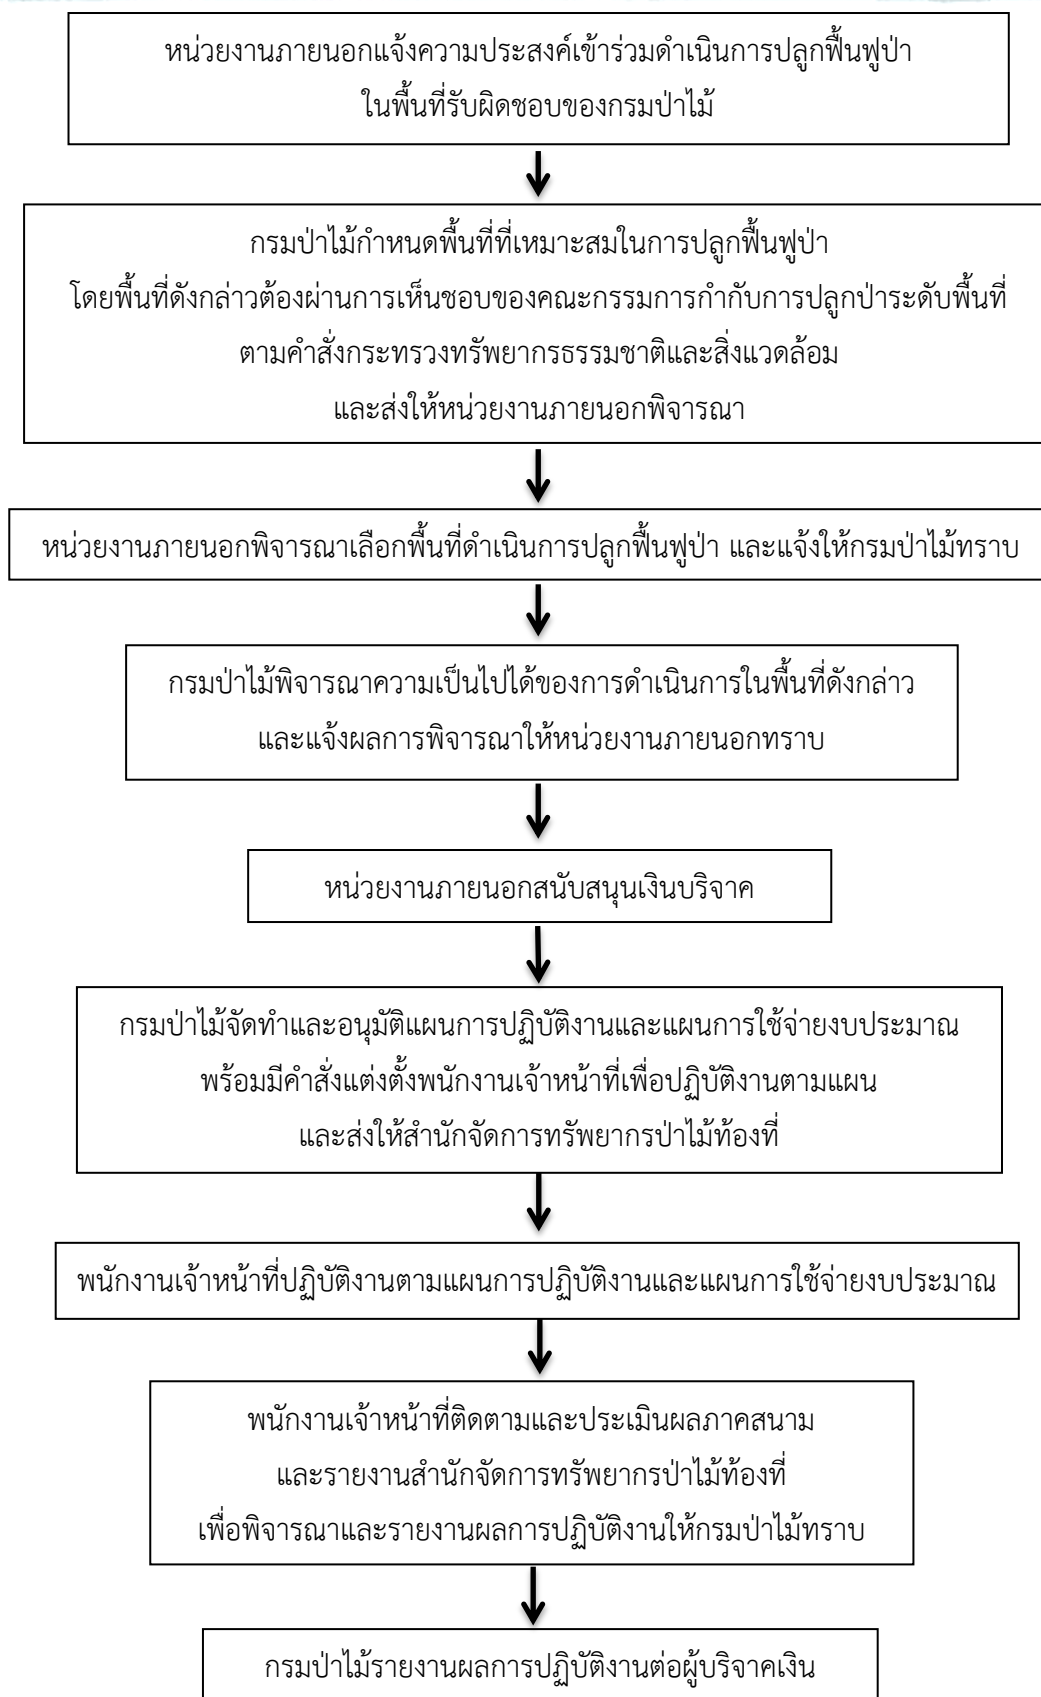 หน่วยงานภายนอกแจ้งความประสงค์เข้าร่วมดำเนินการปลูกฟื้นฟูป่า
ในพื้นที่รับผิดชอบของกรมป่าไม้
กรมป่าไม้กำหนดพื้นที่ที่เหมาะสมในการปลูกฟื้นฟูป่า
โดยพื้นที่ดังกล่าวต้องผ่านการเห็นชอบของคณะกรรมการกำกับการปลูกป่าระดับพื้นที่
ตามคำสั่งกระทรวงทรัพยากรธรรมชาติและสิ่งแวดล้อม
และส่งให้หน่วยงานภายนอกพิจารณา
หน่วยงานภายนอกพิจารณาเลือกพื้นที่ดำเนินการปลูกฟื้นฟูป่า และแจ้งให้กรมป่าไม้ทราบ
กรมป่าไม้พิจารณาความเป็นไปได้ของการดำเนินการในพื้นที่ดังกล่าว
และแจ้งผลการพิจารณาให้หน่วยงานภายนอกทราบ
หน่วยงานภายนอกสนับสนุนเงินบริจาค
กรมป่าไม้จัดทำและอนุมัติแผนการปฏิบัติงานและแผนการใช้จ่ายงบประมาณ
พร้อมมีคำสั่งแต่งตั้งพนักงานเจ้าหน้าที่เพื่อปฏิบัติงานตามแผน
และส่งให้สำนักจัดการทรัพยากรป่าไม้ท้องที่
พนักงานเจ้าหน้าที่ปฏิบัติงานตามแผนการปฏิบัติงานและแผนการใช้จ่ายงบประมาณ
พนักงานเจ้าหน้าที่ติดตามและประเมินผลภาคสนาม
และรายงานสำนักจัดการทรัพยากรป่าไม้ท้องที่
เพื่อพิจารณาและรายงานผลการปฏิบัติงานให้กรมป่าไม้ทราบ
กรมป่าไม้รายงานผลการปฏิบัติงานต่อผู้บริจาคเงิน